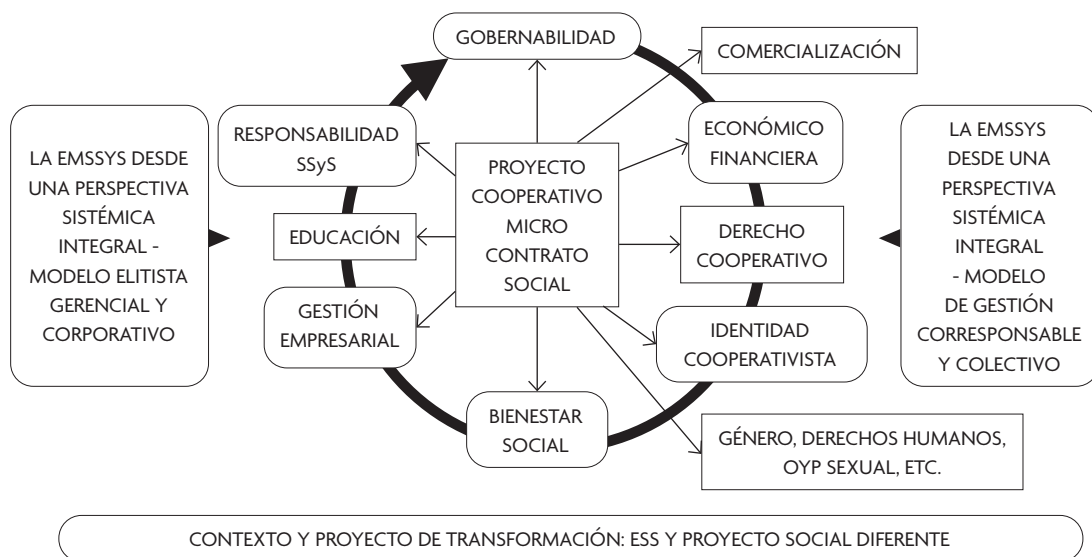 GOBERNABILIDAD
COMERCIALIZACIÓN
RESPONSABILIDAD
SSyS
ECONÓMICO
FINANCIERA
LA EMSSYS DESDE
UNA PERSPECTIVA
SISTÉMICA
INTEGRAL -
MODELO ELITISTA
GERENCIAL Y
CORPORATIVO
PROYECTO
COOPERATIVO
MICRO
CONTRATO
SOCIAL
LA EMSSYS
DESDE UNA
PERSPECTIVA
SISTÉMICA
INTEGRAL
- MODELO
DE GESTIÓN
CORRESPONSABLE
Y COLECTIVO
EDUCACIÓN
DERECHO
COOPERATIVO
GESTIÓN
EMPRESARIAL
IDENTIDAD
COOPERATIVISTA
BIENESTAR
SOCIAL
GÉNERO, DERECHOS HUMANOS,
OYP SEXUAL, ETC.
CONTEXTO Y PROYECTO DE TRANSFORMACIÓN: ESS Y PROYECTO SOCIAL DIFERENTE